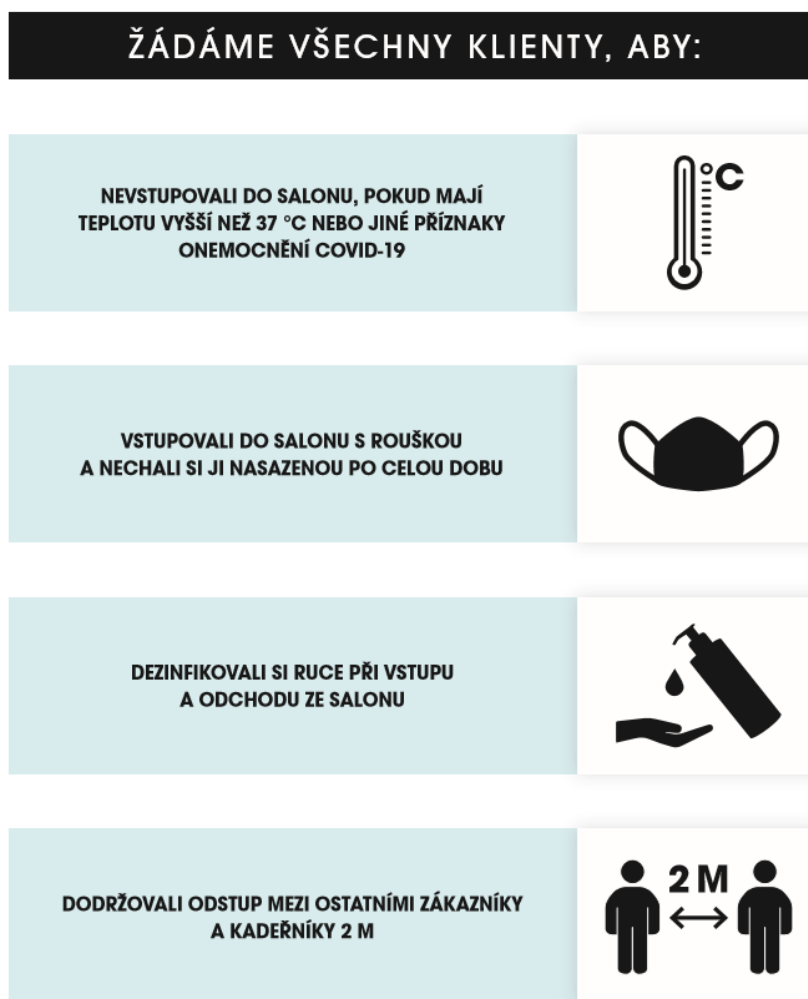 ŽÁDÁME VŠECHNY KLIENTY, ABY:
NEVSTUPOVALI DO SALONU, POKUD MAJÍ
TEPLOTU VYŠŠÍ NEŽ 37 °C NEBO JINÉ PŘÍZNAKY
ONEMOCNĚNÍ COVID-19
°C
VSTUPOVALI DO SALONU S ROUŠKOU
A NECHALI SI JI NASAZENOU PO CELOU DOBU
DEZINFIKOVALI SI RUCE PŘI VSTUPU
A ODCHODU ZE SALONU
DODRŽOVALI ODSTUP MEZI OSTATNÍMI ZÁKAZNÍKY
A KADEŘNÍKY 2 M
2 M